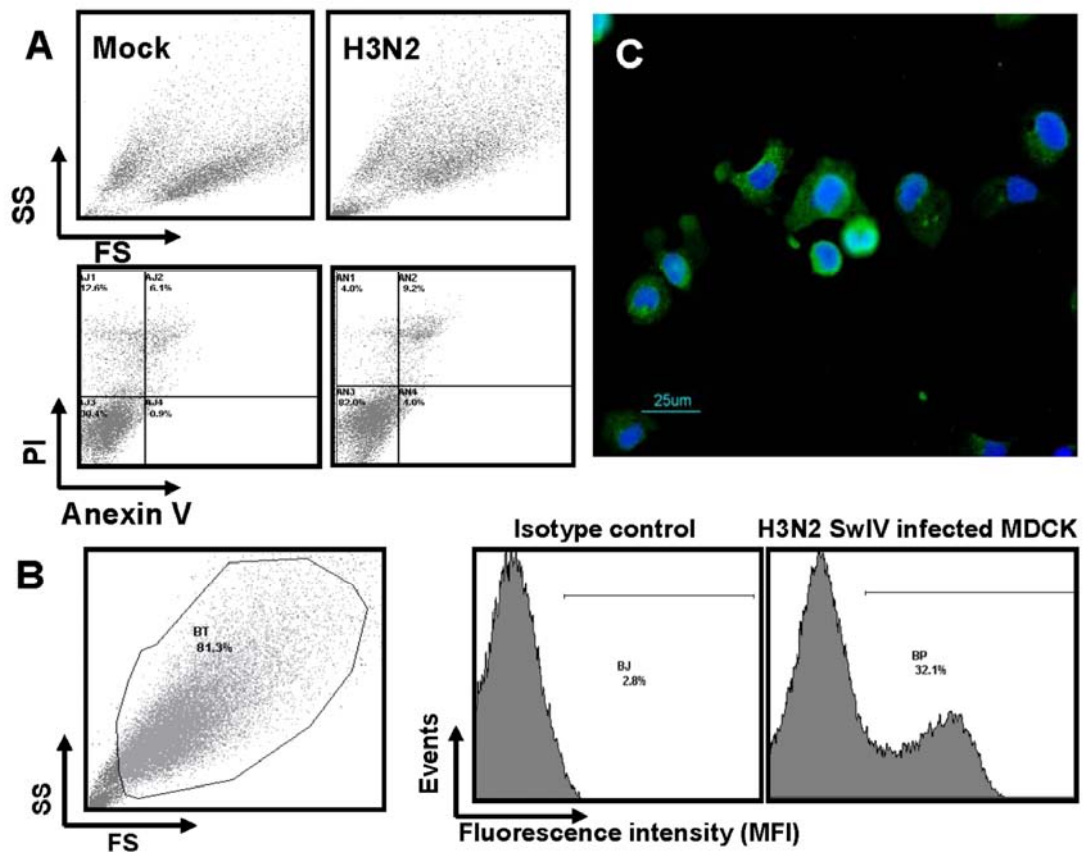 A
Mock
H3N2
C
SS
FS
AJ1
12.6%
AJ2
6.1%
AN1
4.0%
AN2
9.2%
AJ3
AJ4
0.9%
AN3
82.0%
AN4
4.0%
PI
Anexin V
25um
B
BT
81.3%
SS
FS
Isotype control
H3N2 SwIV infected MDCK
BJ
2.8%
BP
32.1%
Events
Fluorescence intensity (MFI)